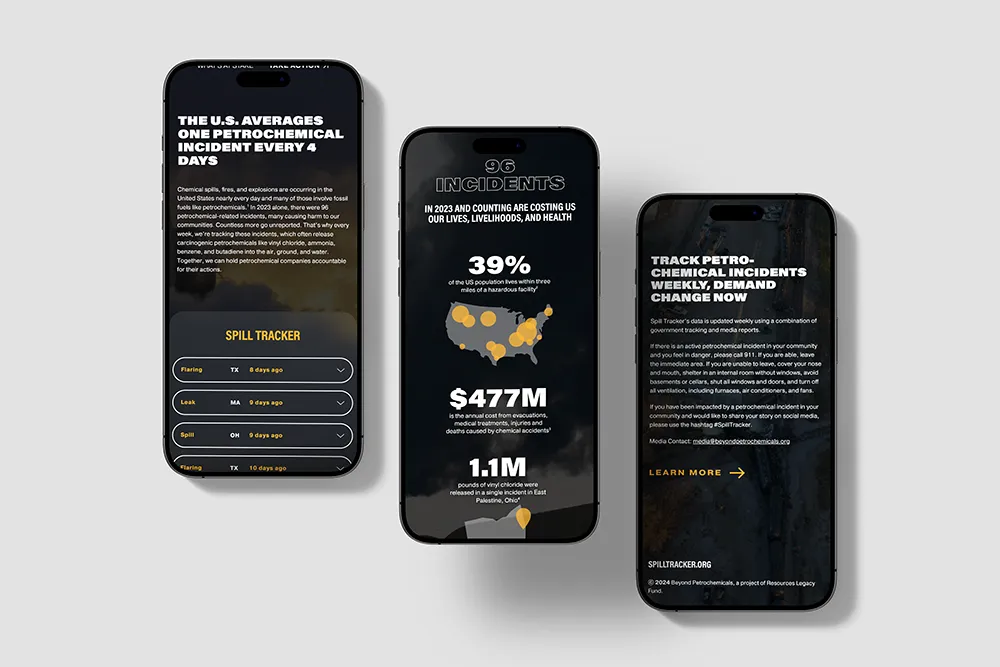 WHAT'S AT STAKE TAKE ACTION
THE U.S. AVERAGES
ONE PETROCHEMICAL
INCIDENT EVERY 4
DAYS
Chemical spills, fires, and explosions are occurring in the
United States nearly every day and many of those involve fossil
fuels like petrochemicals.¹ In 2023 alone, there were 96
petrochemical-related incidents, many causing harm to our
communities. Countless more go unreported. That's why every
week, we're tracking these incidents, which often release
carcinogenic petrochemicals like vinyl chloride, ammonia,
benzene, and butadiene into the air, ground, and water.
Together, we can hold petrochemical companies accountable
for their actions.
SPILL TRACKER
Flaring TX 8 days ago
Leak MA 9 days ago
Spill OH 9 days ago
Flaring TX 10 days ago
96
INCIDENTS
IN 2023 AND COUNTING ARE COSTING US
OUR LIVES, LIVELIHOODS, AND HEALTH
39%
of the US population lives within three
miles of a hazardous facility²
$477M
is the annual cost from evacuations,
medical treatments, injuries and
deaths caused by chemical accidents³
1.1M
pounds of vinyl chloride were
released in a single incident in East
Palestine, Ohio⁴
TRACK PETRO-
CHEMICAL INCIDENTS
WEEKLY, DEMAND
CHANGE NOW
Spill Tracker's data is updated weekly using a combination of
government tracking and media reports.
If there is an active petrochemical incident in your community
and you feel in danger, please call 911. If you are able, leave
the immediate area. If you are unable to leave, cover your nose
and mouth, shelter in an internal room without windows, avoid
basements or cellars, shut all windows and doors, and turn off
all ventilation, including furnaces, air conditioners, and fans.
If you have been impacted by a petrochemical incident in your
community and would like to share your story on social media,
please use the hashtag #SpillTracker.
Media Contact: media@beyondpetrochemicals.org
LEARN MORE →
SPILLTRACKER.ORG
© 2024 Beyond Petrochemicals, a project of Resources Legacy
Fund.